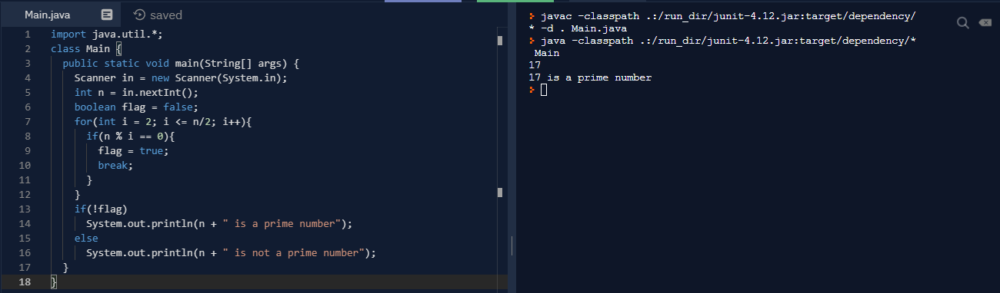 Main.java
saved
1 import java.util.*;
2 class Main {
3 public static void main(String[] args) {
4 Scanner in = new Scanner(System.in);
5 int n = in.nextInt();
6 boolean flag = false;
7 for(int i = 2; i <= n/2; i++){
8 if(n % i == 0){
9 flag = true;
10 break;
11 }
12 }
13 if(!flag)
14 System.out.println(n + " is a prime number");
15 else
16 System.out.println(n + " is not a prime number");
17 }
18 }
javac -classpath .:/run_dir/junit-4.12.jar:target/dependency/
* -d . Main.java
java -classpath .:/run_dir/junit-4.12.jar:target/dependency/*
Main
17
17 is a prime number